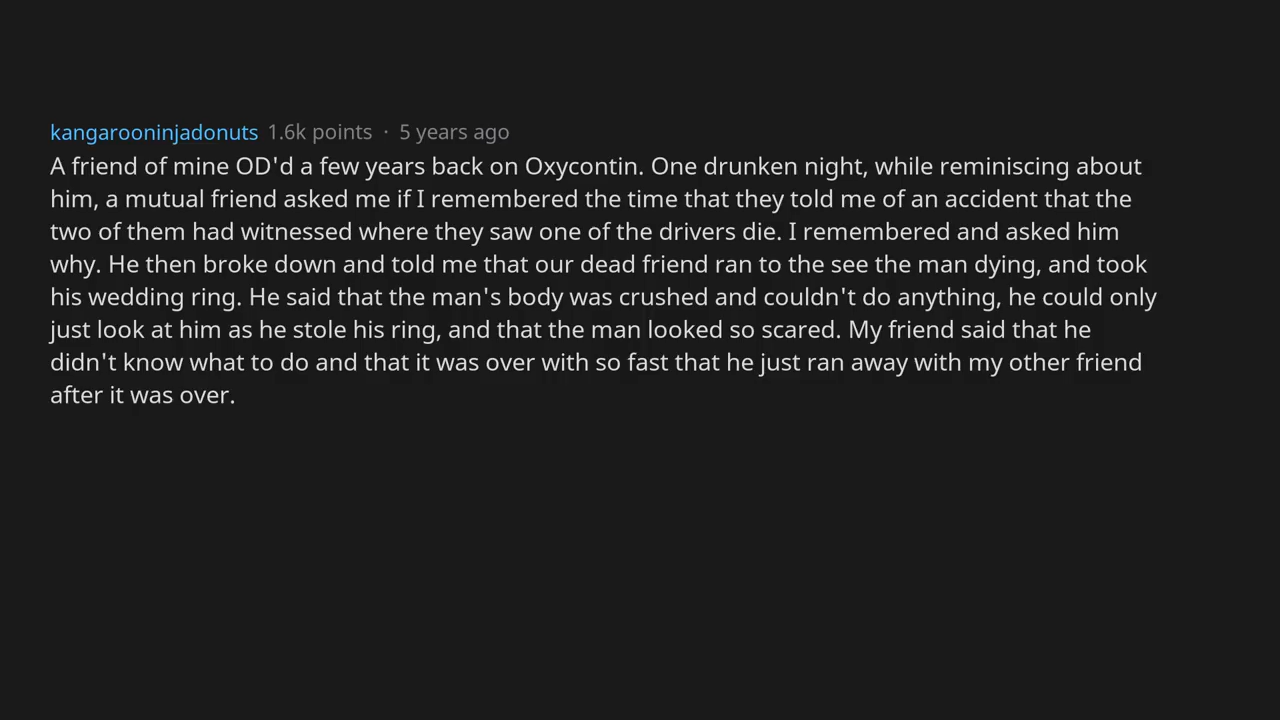 kangarooninjadonuts 1.6k points · 5 years ago
A friend of mine OD'd a few years back on Oxycontin. One drunken night, while reminiscing about
him, a mutual friend asked me if I remembered the time that they told me of an accident that the
two of them had witnessed where they saw one of the drivers die. I remembered and asked him
why. He then broke down and told me that our dead friend ran to the see the man dying, and took
his wedding ring. He said that the man's body was crushed and couldn't do anything, he could only
just look at him as he stole his ring, and that the man looked so scared. My friend said that he
didn't know what to do and that it was over with so fast that he just ran away with my other friend
after it was over.